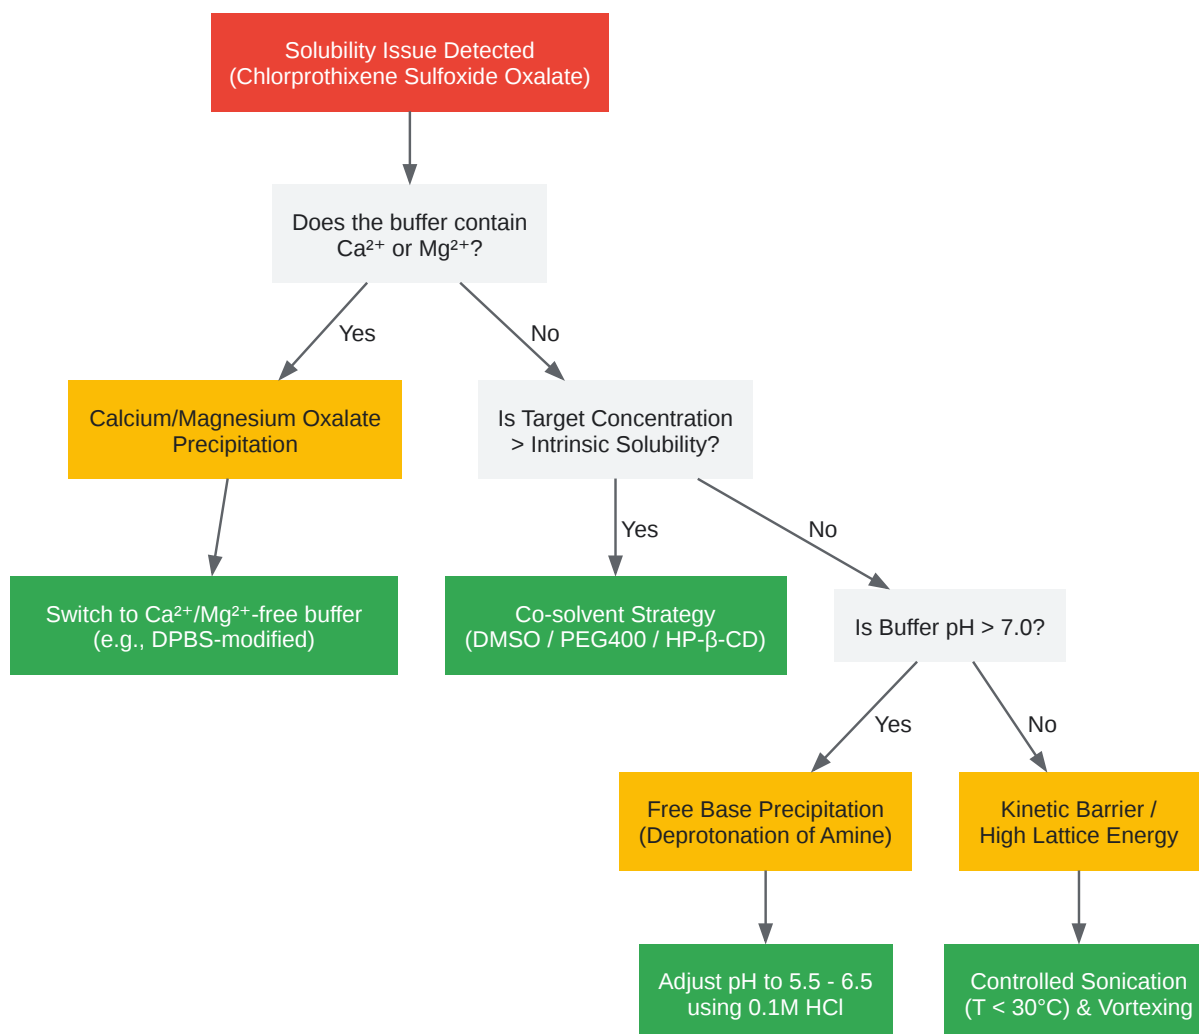 Solubility Issue Detected
(Chlorprothixene Sulfoxide Oxalate)
Does the buffer contain
Ca²⁺ or Mg²⁺?
Yes
No
Calcium/Magnesium Oxalate
Precipitation
Is Target Concentration
> Intrinsic Solubility?
Yes
No
Switch to Ca²⁺/Mg²⁺-free buffer
(e.g., DPBS-modified)
Co-solvent Strategy
(DMSO / PEG400 / HP-β-CD)
Is Buffer pH > 7.0?
Yes
No
Free Base Precipitation
(Deprotonation of Amine)
Kinetic Barrier /
High Lattice Energy
Adjust pH to 5.5 - 6.5
using 0.1M HCl
Controlled Sonication
(T < 30°C) & Vortexing